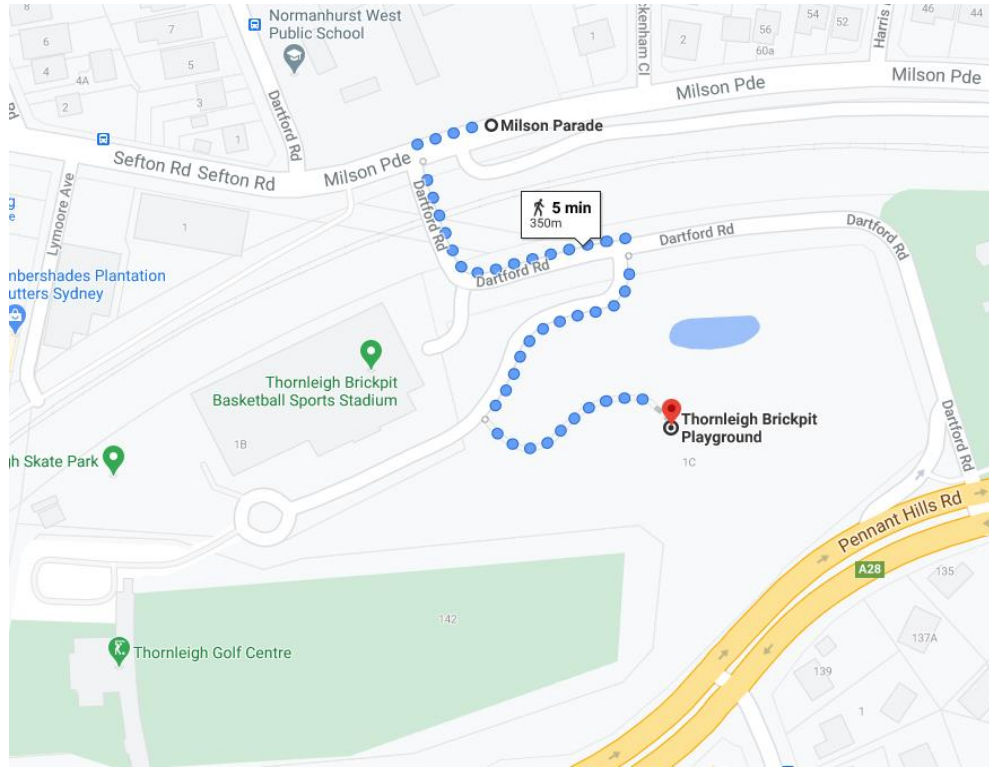 Normanhurst West
Public School
7
6
5
4
4A
3
2
1
1
2
54
52
56
60a
46
44
Harris
Dartford Rd
Milson Pde
Milson Pde
Milson Parade
Sefton Rd
Sefton Rd
Milson Pde
Lymoore Ave
1
Dartford Rd
5 min
350m
Dartford Rd
Dartford Rd
Dartford Rd
Dartford Rd
mbershades Plantation
utters Sydney
Thornleigh Brickpit
Basketball Sports Stadium
1B
gh Skate Park
Thornleigh Brickpit
Playground
1C
Dartford Rd
Pennant Hills Rd
A28
135
137A
139
1
142
Thornleigh Golf Centre